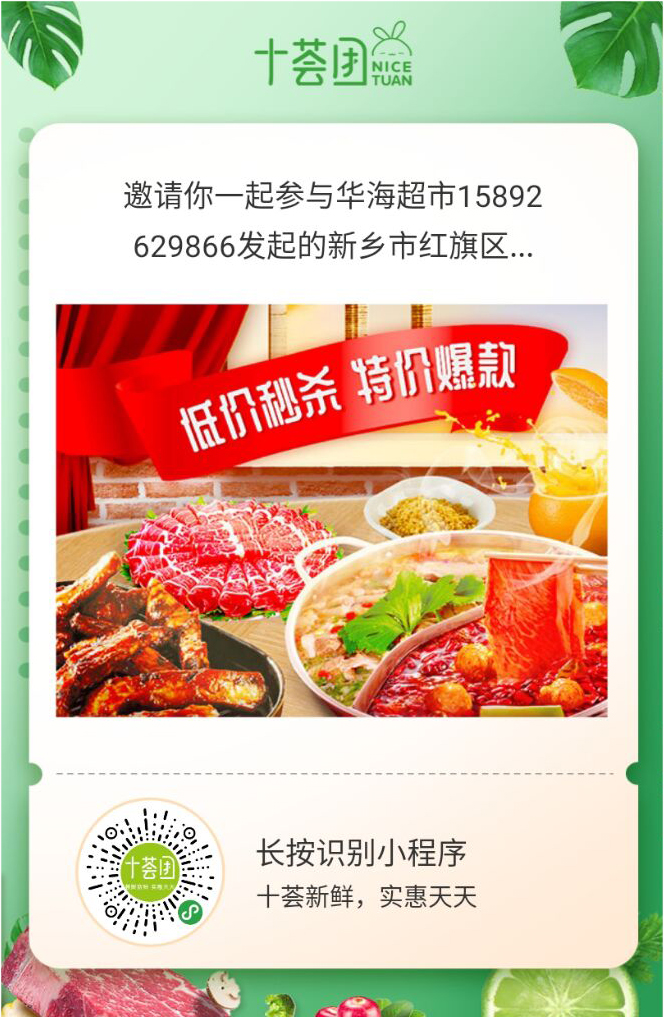 十荟团
NICE
TUAN
邀请你一起参与华海超市15892
629866发起的新乡市红旗区...
低价秒杀 特价爆款
十荟团
长按识别小程序
十荟新鲜，实惠天天